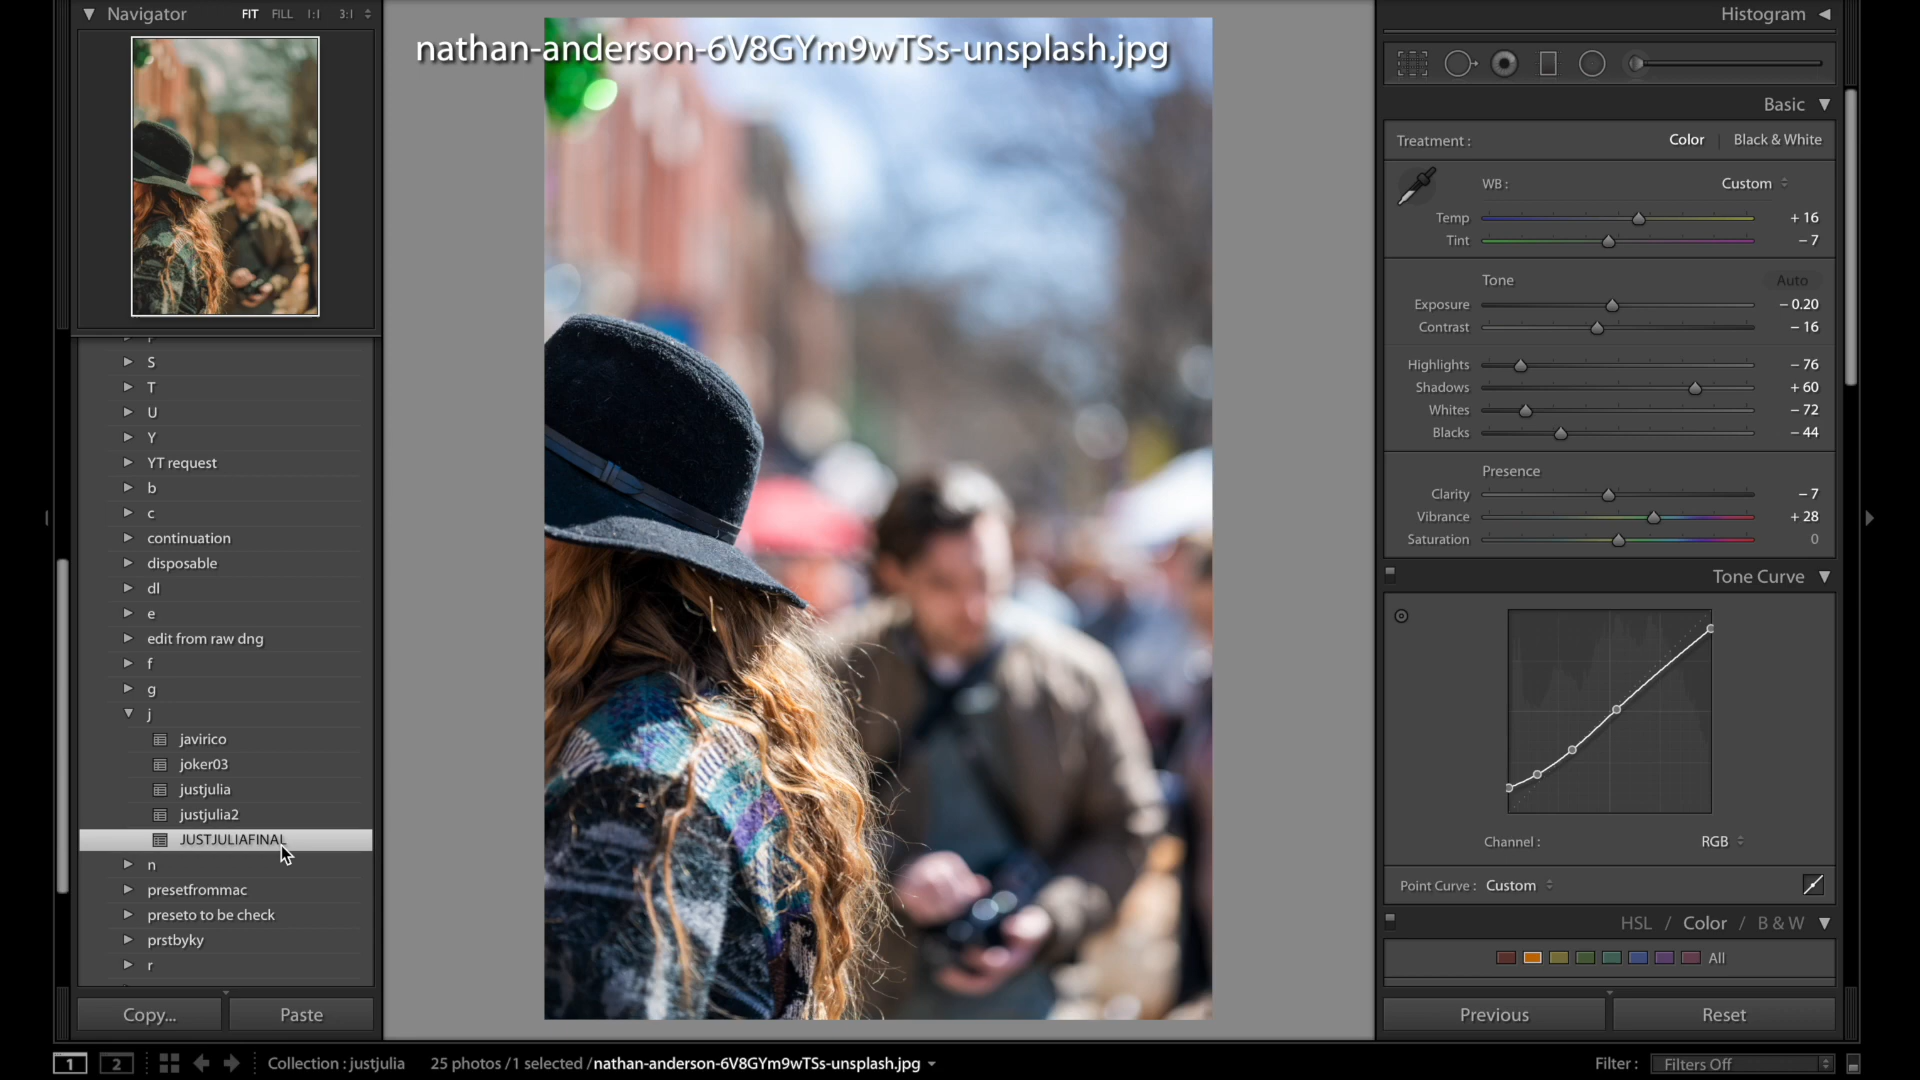 Navigator FIT FILL 1:1 3:1
S
T
U
Y
YT request
b
c
continuation
disposable
dl
e
edit from raw dng
f
g
j
javirico
joker03
justjulia
justjulia2
JUSTJULIAFINAL
n
presetfrommac
preseto to be check
prstbyky
r
Copy... Paste
nathan-anderson-6V8GYm9wTSs-unsplash.jpg
Histogram
Basic
Treatment : Color | Black & White
WB : Custom
Temp + 16
Tint – 7
Tone Auto
Exposure – 0.20
Contrast – 16
Highlights – 76
Shadows + 60
Whites – 72
Blacks – 44
Presence
Clarity – 7
Vibrance + 28
Saturation 0
Tone Curve
Channel : RGB
Point Curve : Custom
HSL / Color / B & W
All
Previous Reset
1 2 Collection : justjulia 25 photos / 1 selected / nathan-anderson-6V8GYm9wTSs-unsplash.jpg Filter : Filters Off